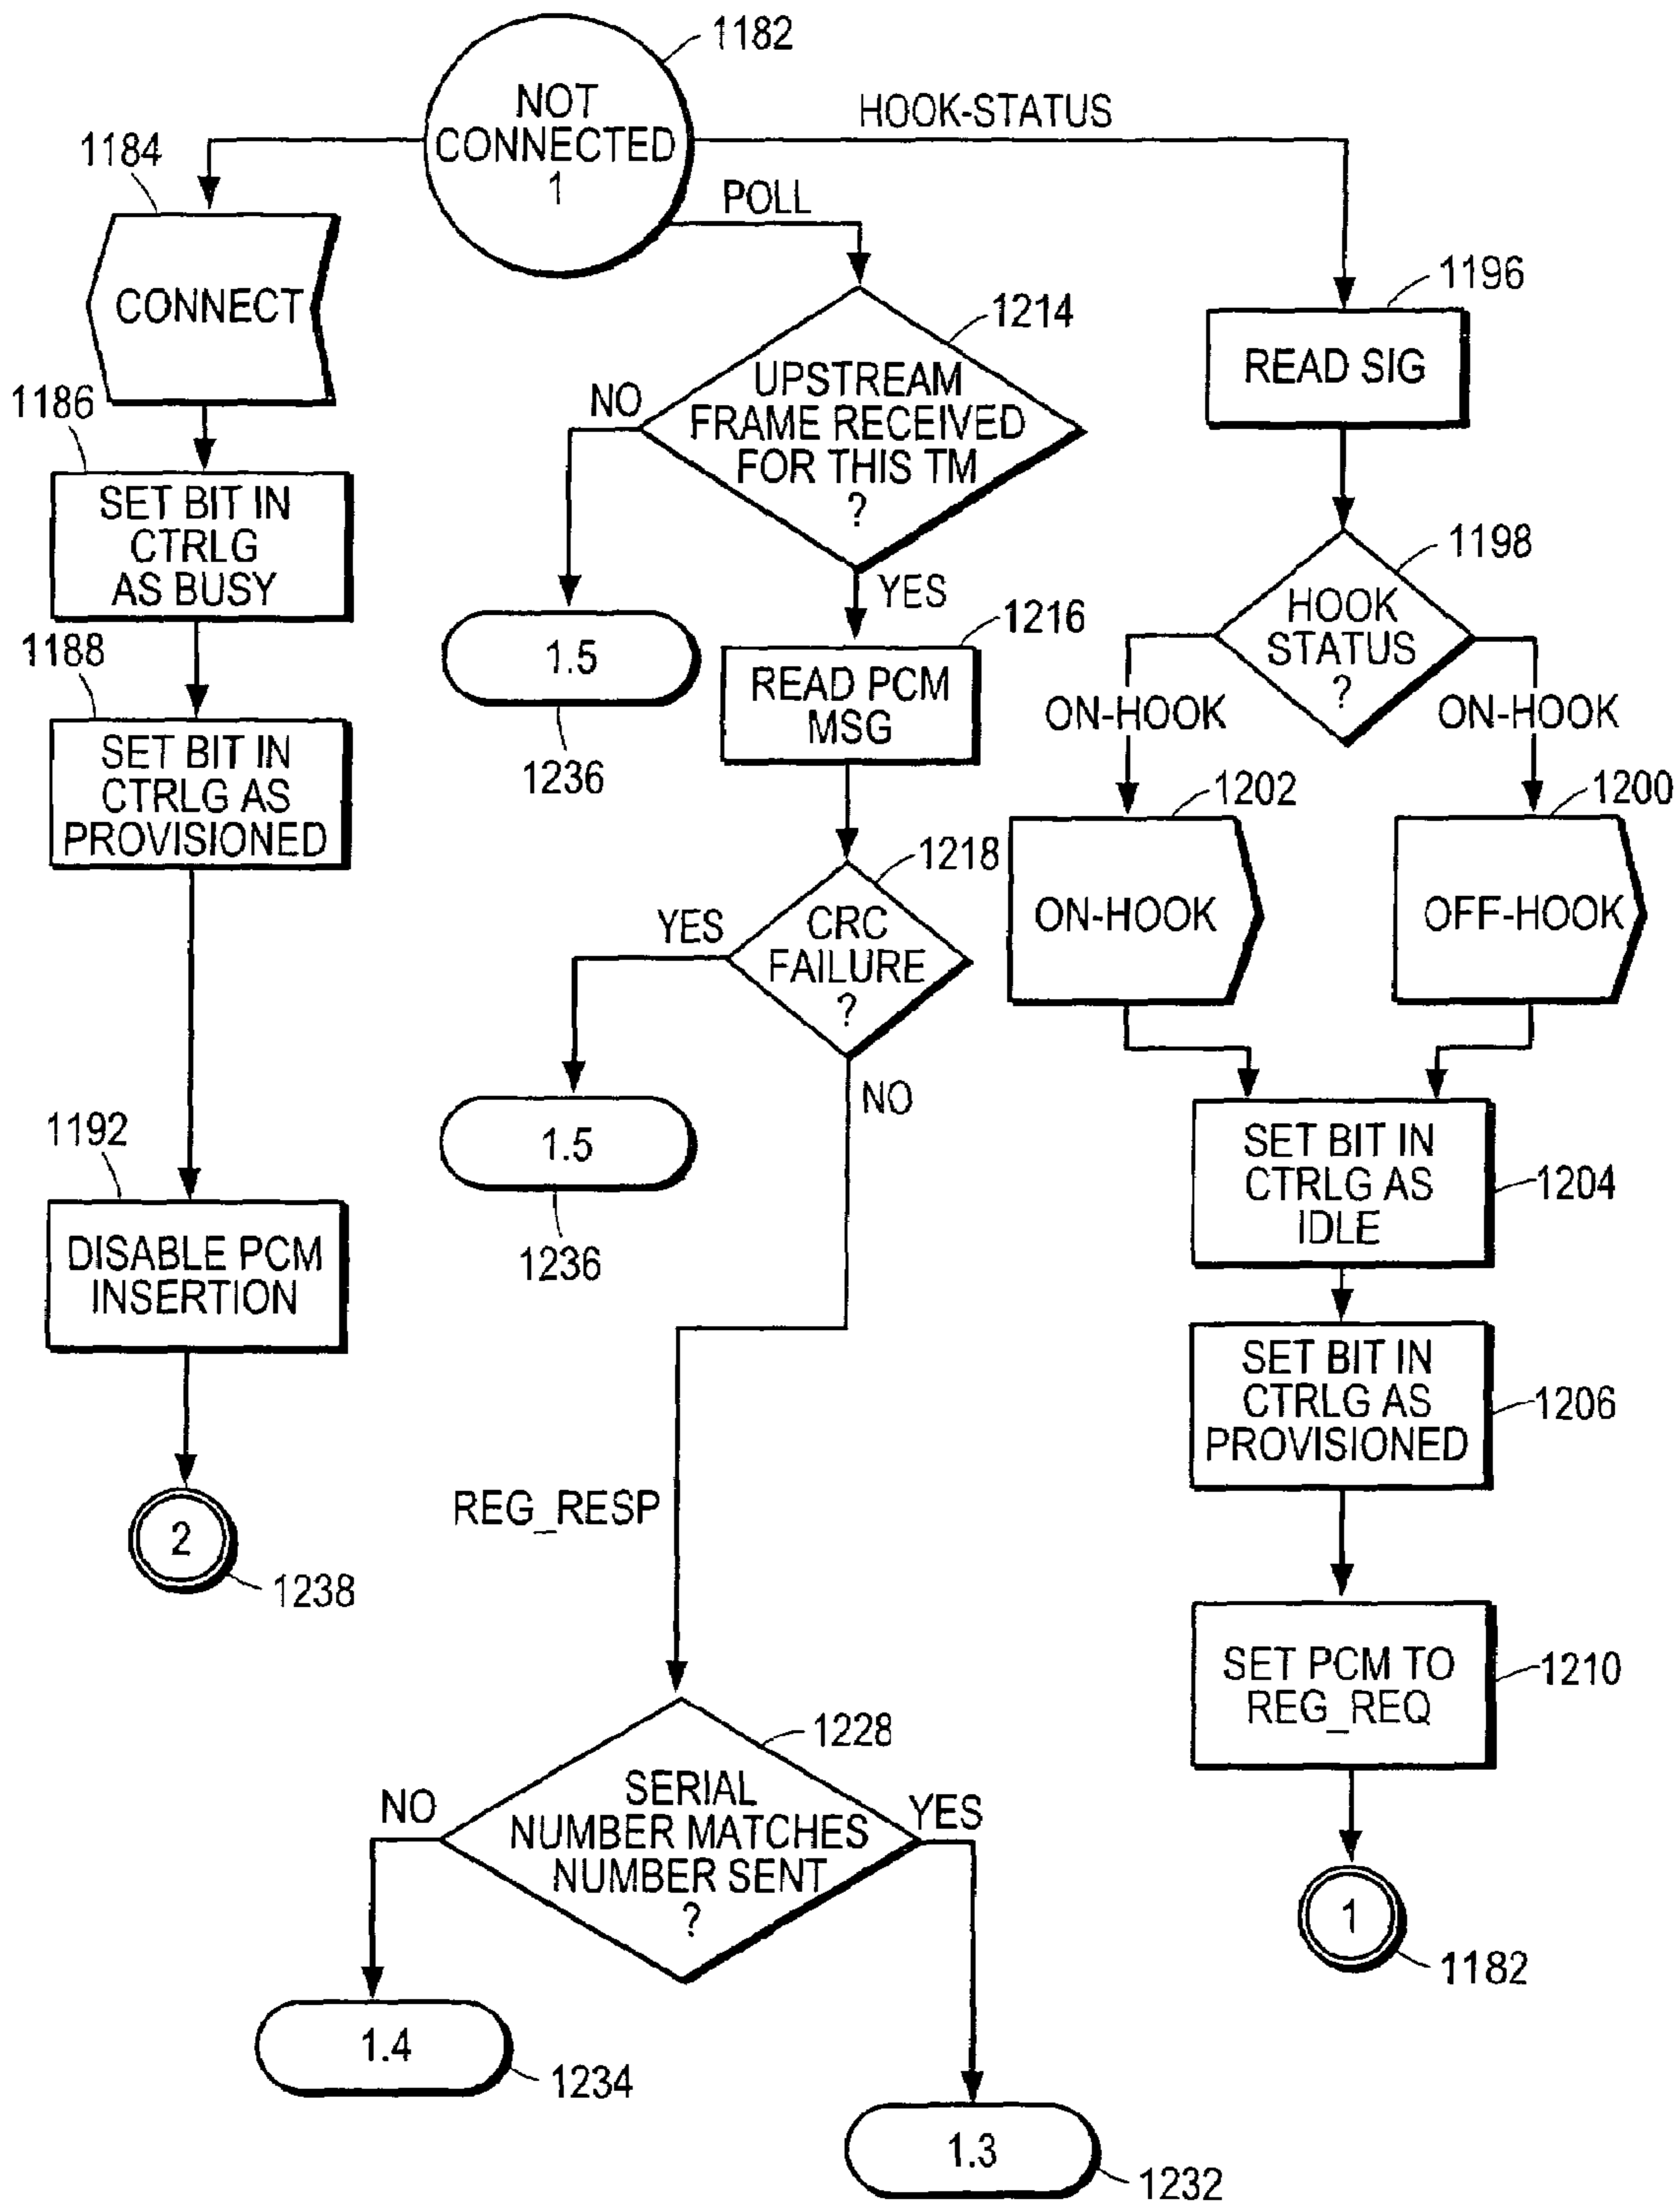 1182
NOT
CONNECTED
1
HOOK-STATUS
POLL
1184
CONNECT
1186
SET BIT IN
CTRLG
AS BUSY
1188
SET BIT IN
CTRLG AS
PROVISIONED
1192
DISABLE PCM
INSERTION
2
1238
1214
UPSTREAM
FRAME RECEIVED
FOR THIS TM
?
NO
YES
1.5
1236
1216
READ PCM
MSG
1218
CRC
FAILURE
?
YES
NO
1.5
1236
REG_RESP
1228
SERIAL
NUMBER MATCHES
NUMBER SENT
?
NO
YES
1.4
1234
1.3
1232
1196
READ SIG
1198
HOOK
STATUS
?
ON-HOOK
ON-HOOK
1202
ON-HOOK
1200
OFF-HOOK
SET BIT IN
CTRLG AS
IDLE
1204
SET BIT IN
CTRLG AS
PROVISIONED
1206
SET PCM TO
REG_REQ
1210
1
1182